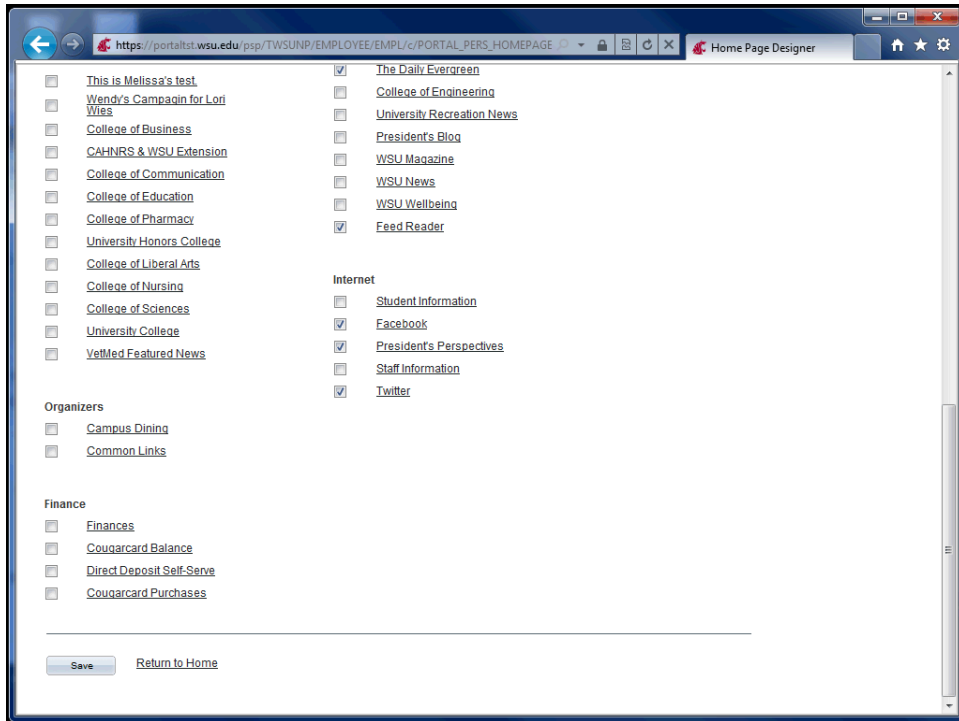 https://portaltst.wsu.edu/psp/TWSUNP/EMPLOYEE/EMPL/c/PORTAL_PERS_HOMEPAGE
Home Page Designer
This is Melissa's test.
Wendy's Campaqin for Lori
Wies
College of Business
CAHNRS & WSU Extension
College of Communication
College of Education
College of Pharmacy
University Honors College
College of Liberal Arts
College of Nursing
College of Sciences
University College
VetMed Featured News
Organizers
Campus Dining
Common Links
Finance
Finances
Cougarcard Balance
Direct Deposit Self-Serve
Cougarcard Purchases
The Daily Evergreen
College of Engineering
University Recreation News
President's Blog
WSU Magazine
WSU News
WSU Wellbeing
Feed Reader
Internet
Student Information
Facebook
President's Perspectives
Staff Information
Twitter
Save
Return to Home